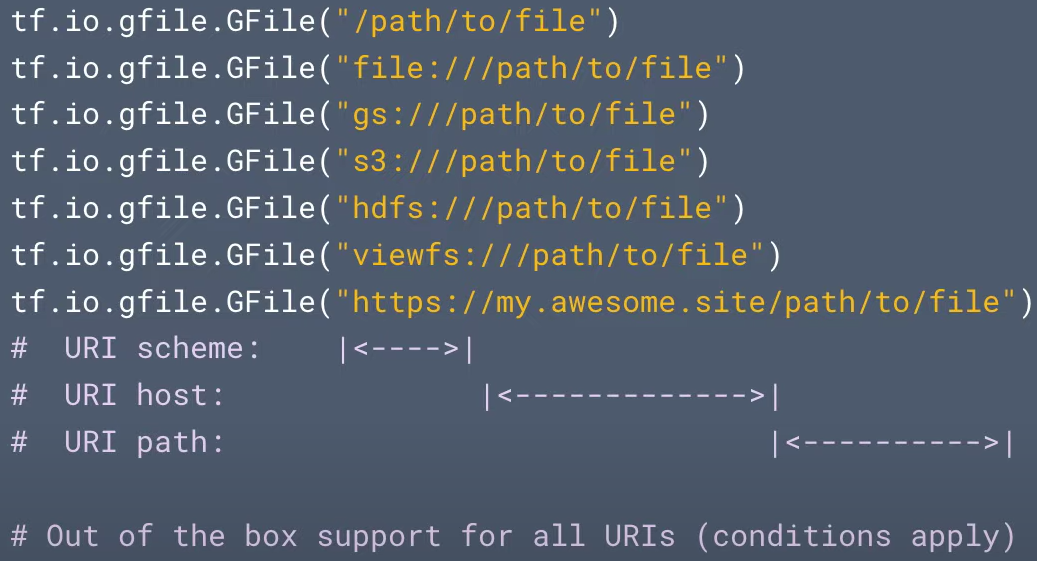 tf.io.gfile.GFile("/path/to/file")
tf.io.gfile.GFile("file:///path/to/file")
tf.io.gfile.GFile("gs:///path/to/file")
tf.io.gfile.GFile("s3:///path/to/file")
tf.io.gfile.GFile("hdfs:///path/to/file")
tf.io.gfile.GFile("viewfs:///path/to/file")
tf.io.gfile.GFile("https://my.awesome.site/path/to/file")
#  URI scheme:    |<---->|
#  URI host:              |<------------->|
#  URI path:                              |<---------->|
# Out of the box support for all URIs (conditions apply)